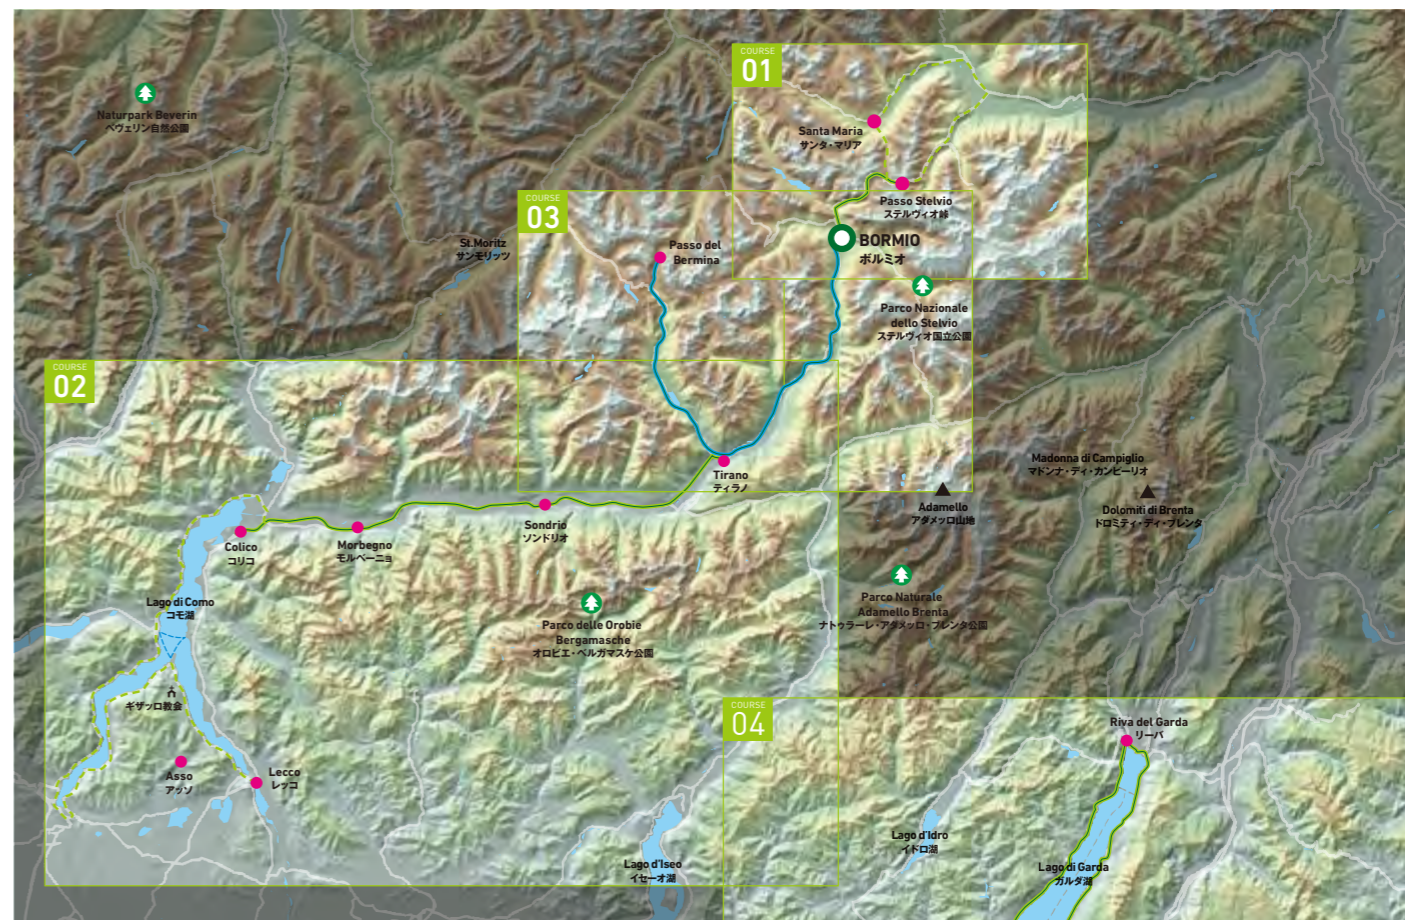 COURSE
01
Naturpark Beverin
ベヴェリン自然公園
Santa Maria
サンタ・マリア
Passo Stelvio
ステルヴィオ峠
COURSE
03
St.Moritz
サンモリッツ
Passo del
Bermina
BORMIO
ボルミオ
Parco Nazionale
dello Stelvio
ステルヴィオ国立公園
COURSE
02
Tirano
ティラノ
Madonna di Campiglio
マドンナ・ディ・カンピーリオ
Adamello
アダメッロ山地
Dolomiti di Brenta
ドロミティ・ディ・ブレンタ
Sondrio
ソンドリオ
Colico
コリコ
Morbegno
モルベーニョ
Lago di Como
コモ湖
Parco delle Orobie
Bergamasche
オロビエ・ベルガマスケ公園
Parco Naturale
Adamello Brenta
ナトゥラーレ・アダメッロ・ブレンタ公園
ギザッロ教会
COURSE
04
Riva del Garda
リーバ
Asso
アッソ
Lecco
レッコ
Lago d'Idro
イドロ湖
Lago d'Iseo
イセーオ湖
Lago di Garda
ガルダ湖